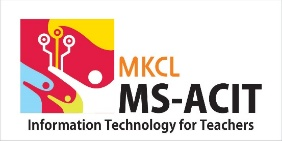 MKCL
MS-ACIT
Information Technology for Teachers